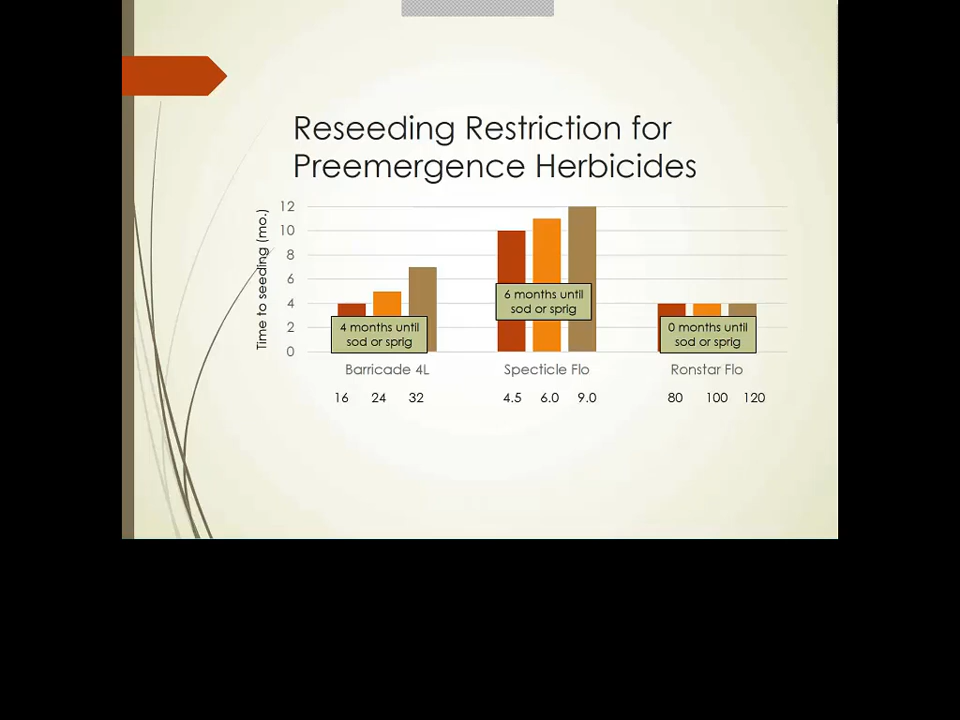 Reseeding Restriction for
Preemergence Herbicides
Time to seeding (mo.)
12
10
8
6
4
2
0
4 months until
sod or sprig
6 months until
sod or sprig
0 months until
sod or sprig
Barricade 4L Specticle Flo Ronstar Flo
16 24 32 4.5 6.0 9.0 80 100 120